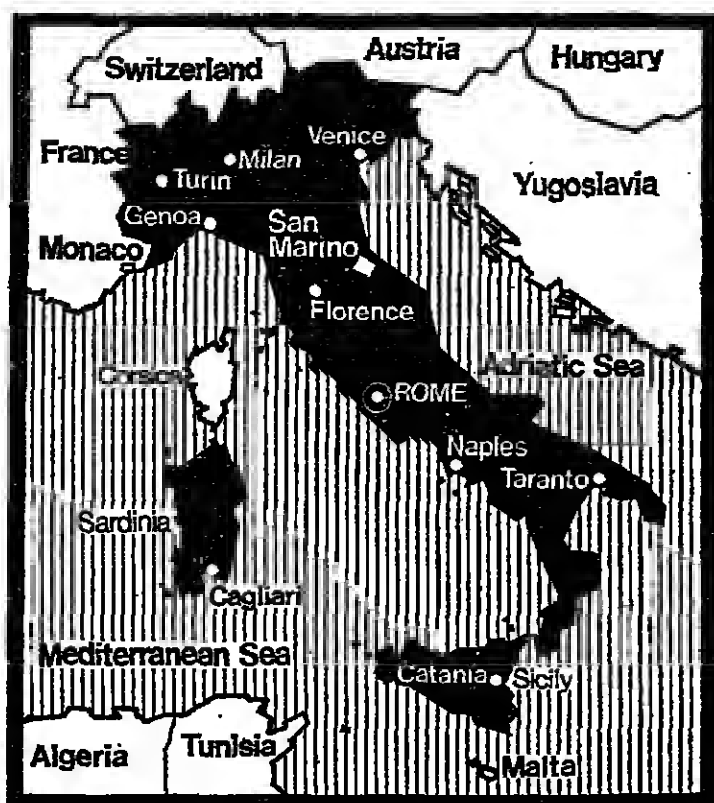 Switzerland
Austria
Hungary
France
Milan
Venice
Turin
Yugoslavia
Genoa
San
Marino
Monaco
Florence
Corsica
Adriatic Sea
ROME
Naples
Taranto
Sardinia
Cagliari
Mediterranean Sea
Catania
Sicily
Algeria
Tunisia
Malta